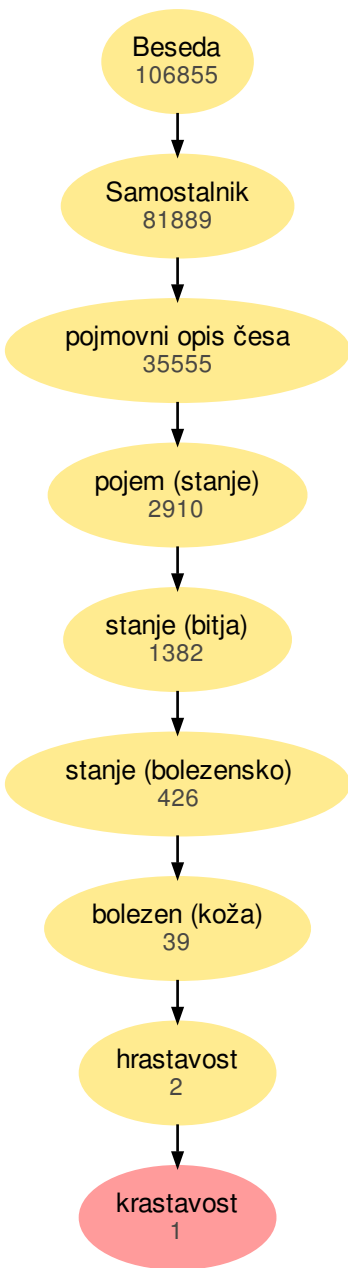 Beseda
106855
Samostalnik
81889
pojmovni opis česa
35555
pojem (stanje)
2910
stanje (bitja)
1382
stanje (bolezensko)
426
bolezen (koža)
39
hrastavost
2
krastavost
1